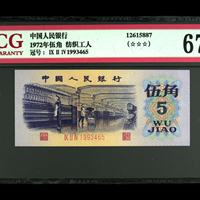 CG
WARRANTY
中国人民银行
1972年伍角 纺织工人
冠号：IX II IV 1993465
12615887
(☆☆☆)
67
中國人民銀行
伍角
5
WU
JIAO
IX II IV 1993465